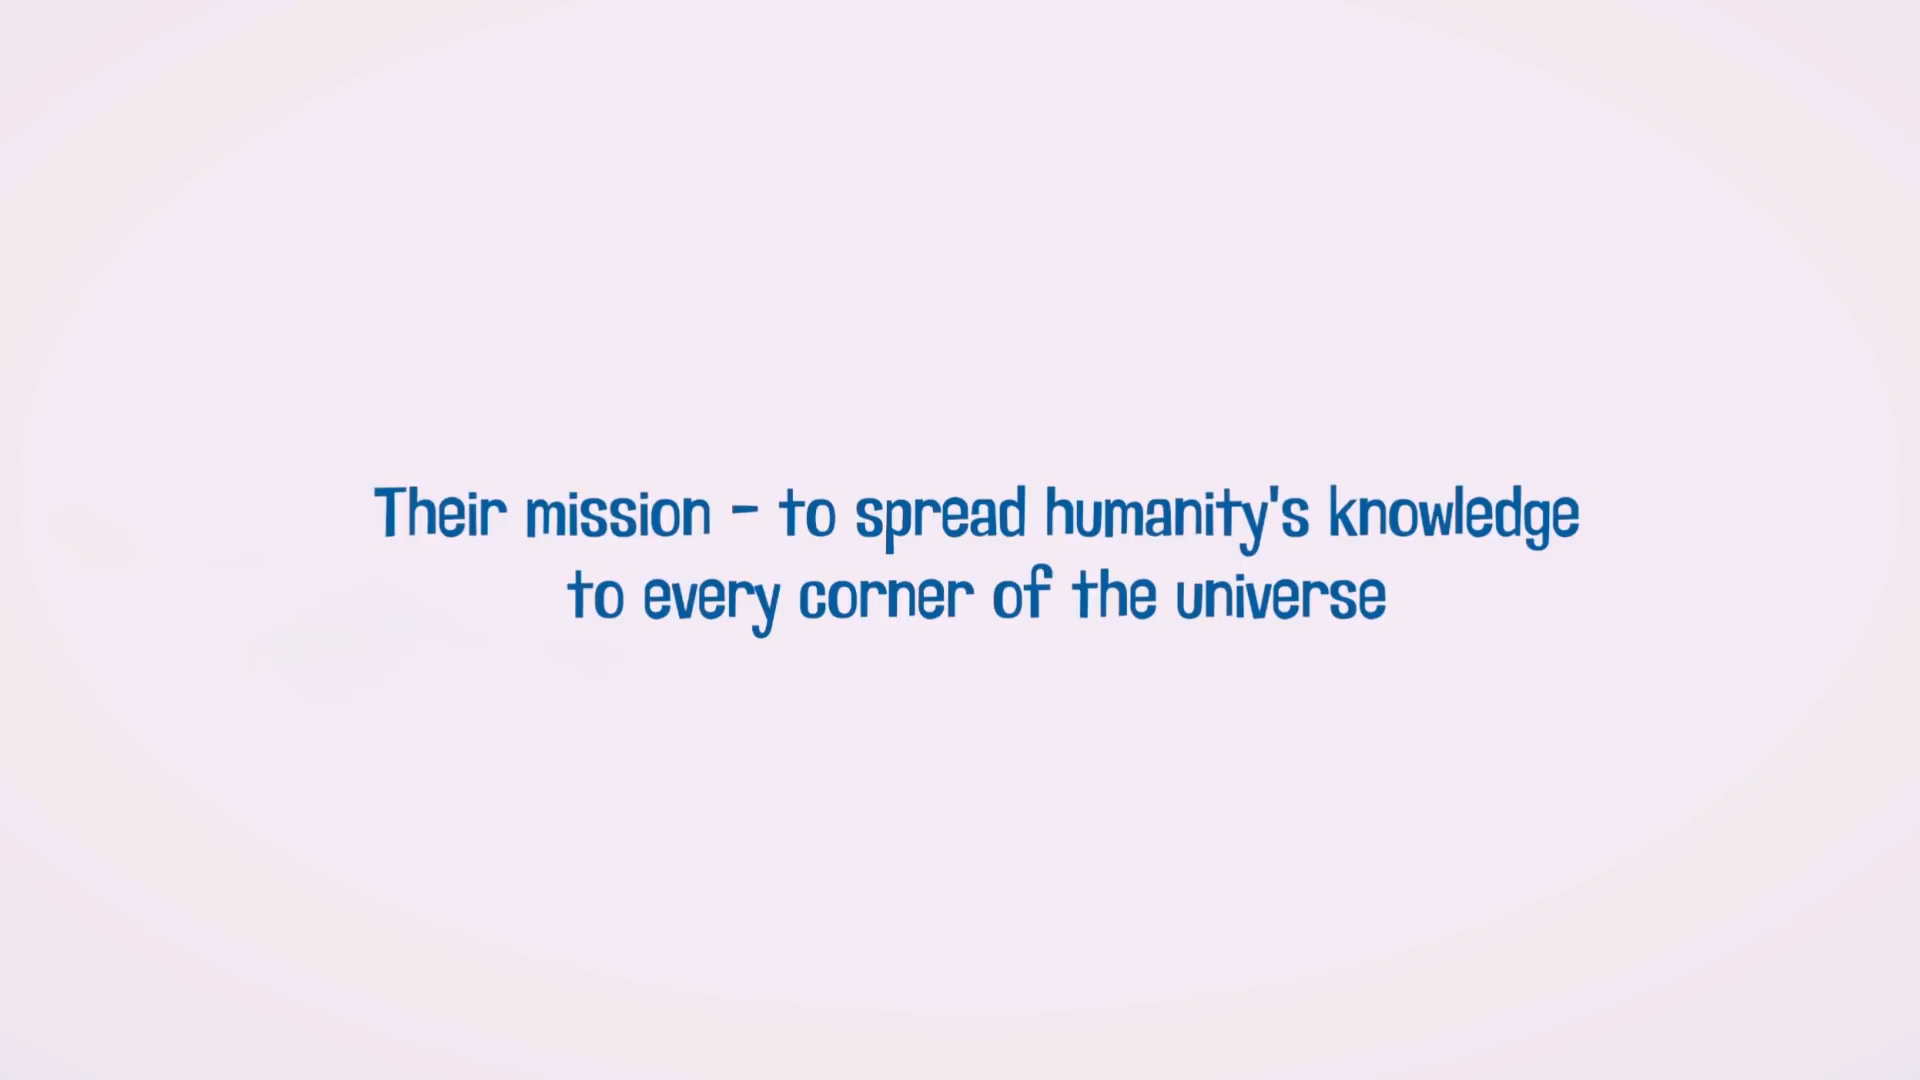 Their mission - to spread humanity's knowledge
to every corner of the universe